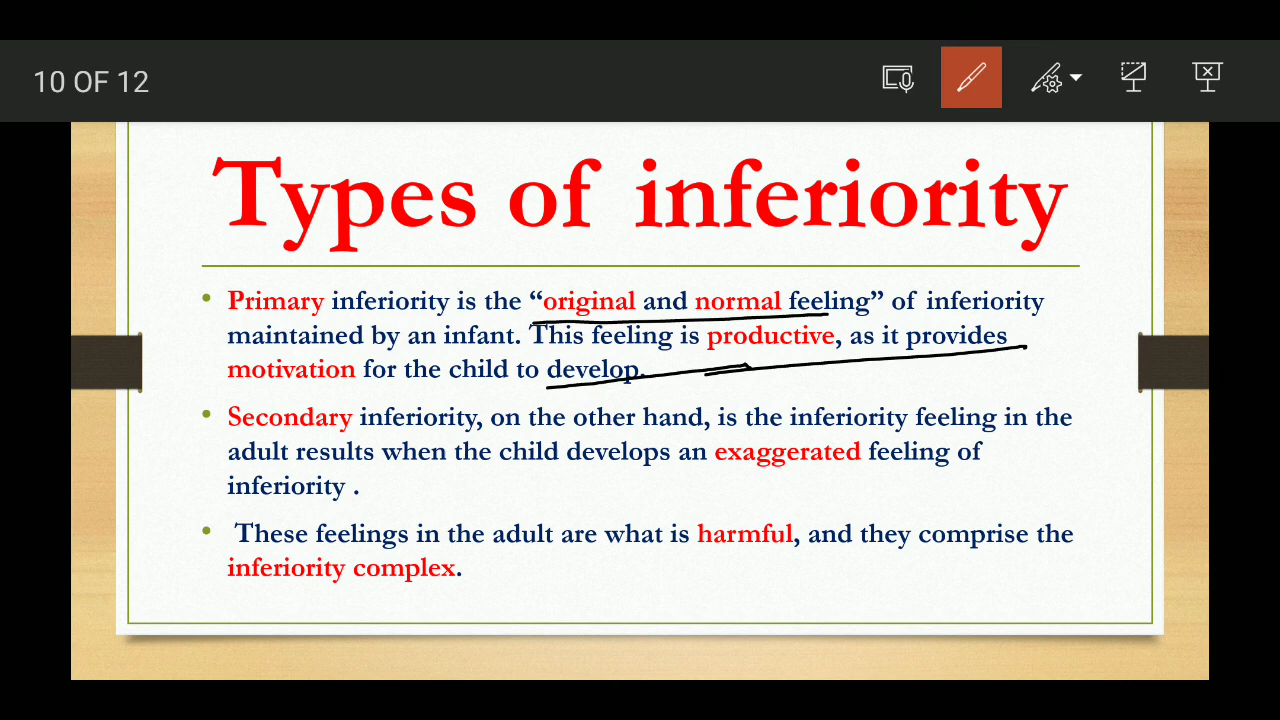 10 OF 12
Types of inferiority
• Primary inferiority is the “original and normal feeling” of inferiority
maintained by an infant. This feeling is productive, as it provides
motivation for the child to develop.
• Secondary inferiority, on the other hand, is the inferiority feeling in the
adult results when the child develops an exaggerated feeling of
inferiority .
• These feelings in the adult are what is harmful, and they comprise the
inferiority complex.